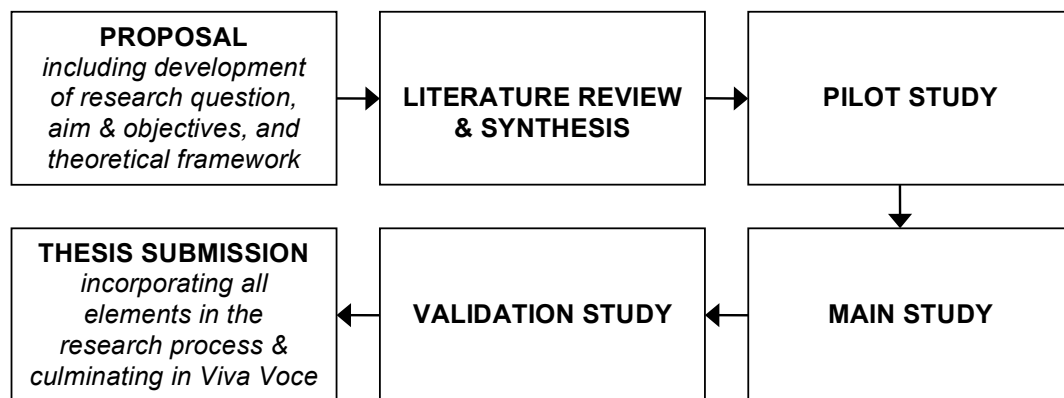 PROPOSAL
including development
of research question,
aim & objectives, and
theoretical framework
LITERATURE REVIEW
& SYNTHESIS
PILOT STUDY
MAIN STUDY
VALIDATION STUDY
THESIS SUBMISSION
incorporating all
elements in the
research process &
culminating in Viva Voce